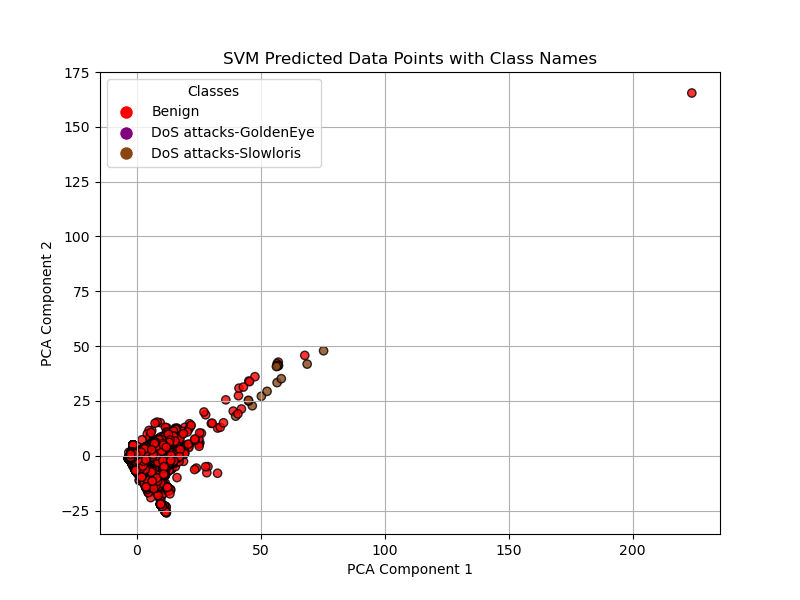 SVM Predicted Data Points with Class Names
Classes
Benign
DoS attacks-GoldenEye
DoS attacks-Slowloris
PCA Component 2
175
150
125
100
75
50
25
0
−25
0
50
100
150
200
PCA Component 1